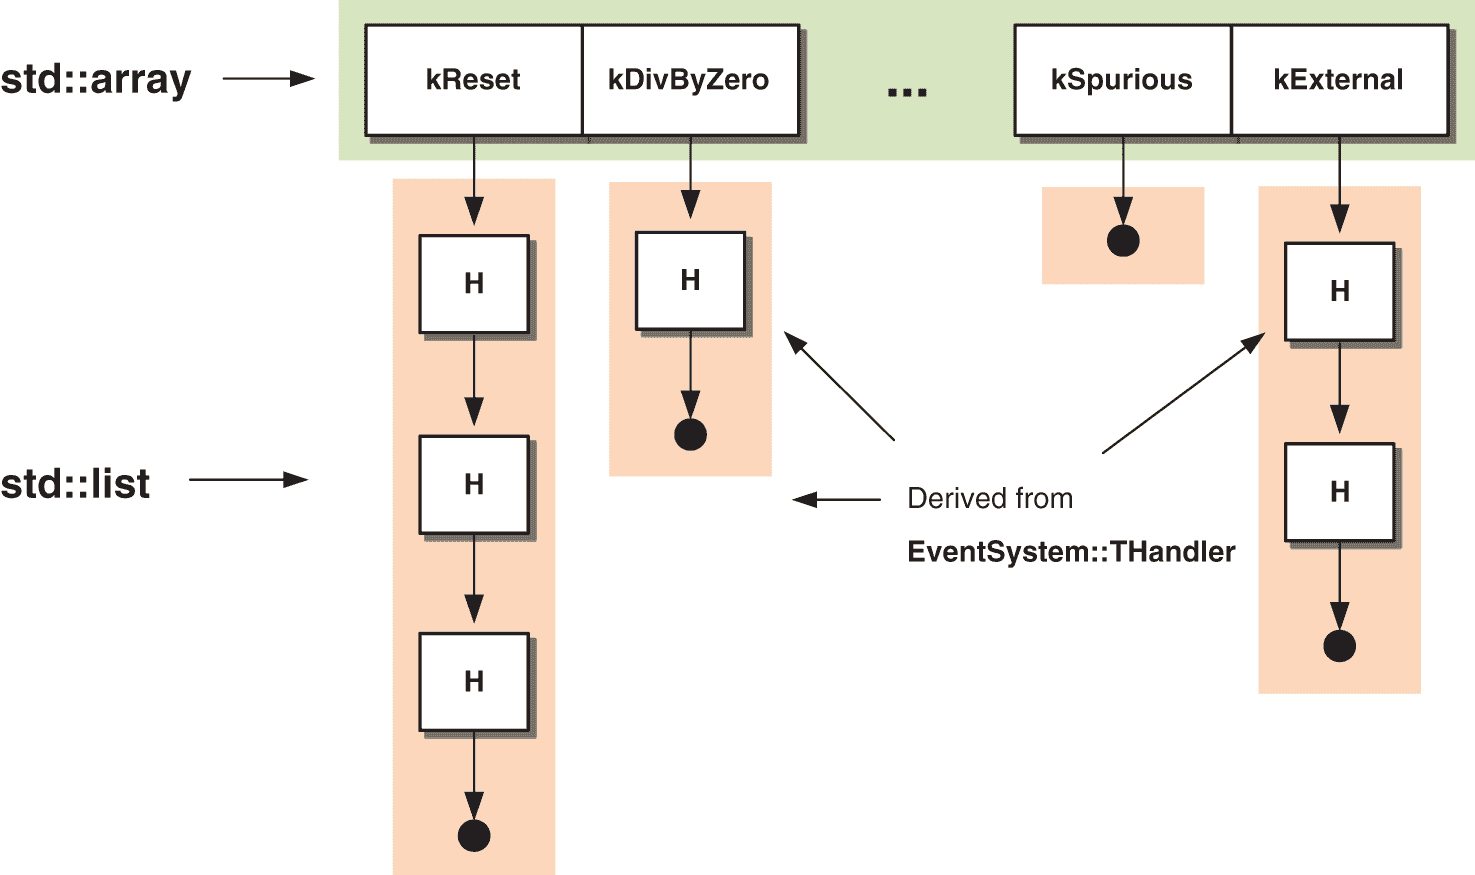 std::array
kReset
kDivByZero
...
kSpurious
kExternal
H
H
H
H
H
std::list
H
Derived from
EventSystem::THandler